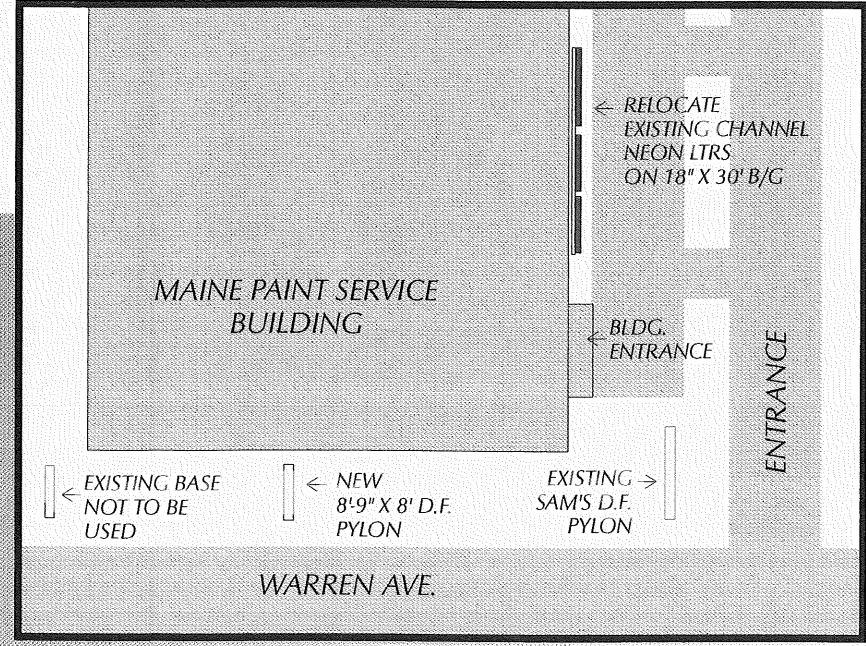 RELOCATE
EXISTING CHANNEL
NEON LTRS
ON 18" X 30' B/G
MAINE PAINT SERVICE
BUILDING
BLDG.
ENTRANCE
ENTRANCE
EXISTING BASE
NOT TO BE
USED
NEW
8'-9" X 8' D.F.
PYLON
EXISTING
SAM'S D.F.
PYLON
WARREN AVE.